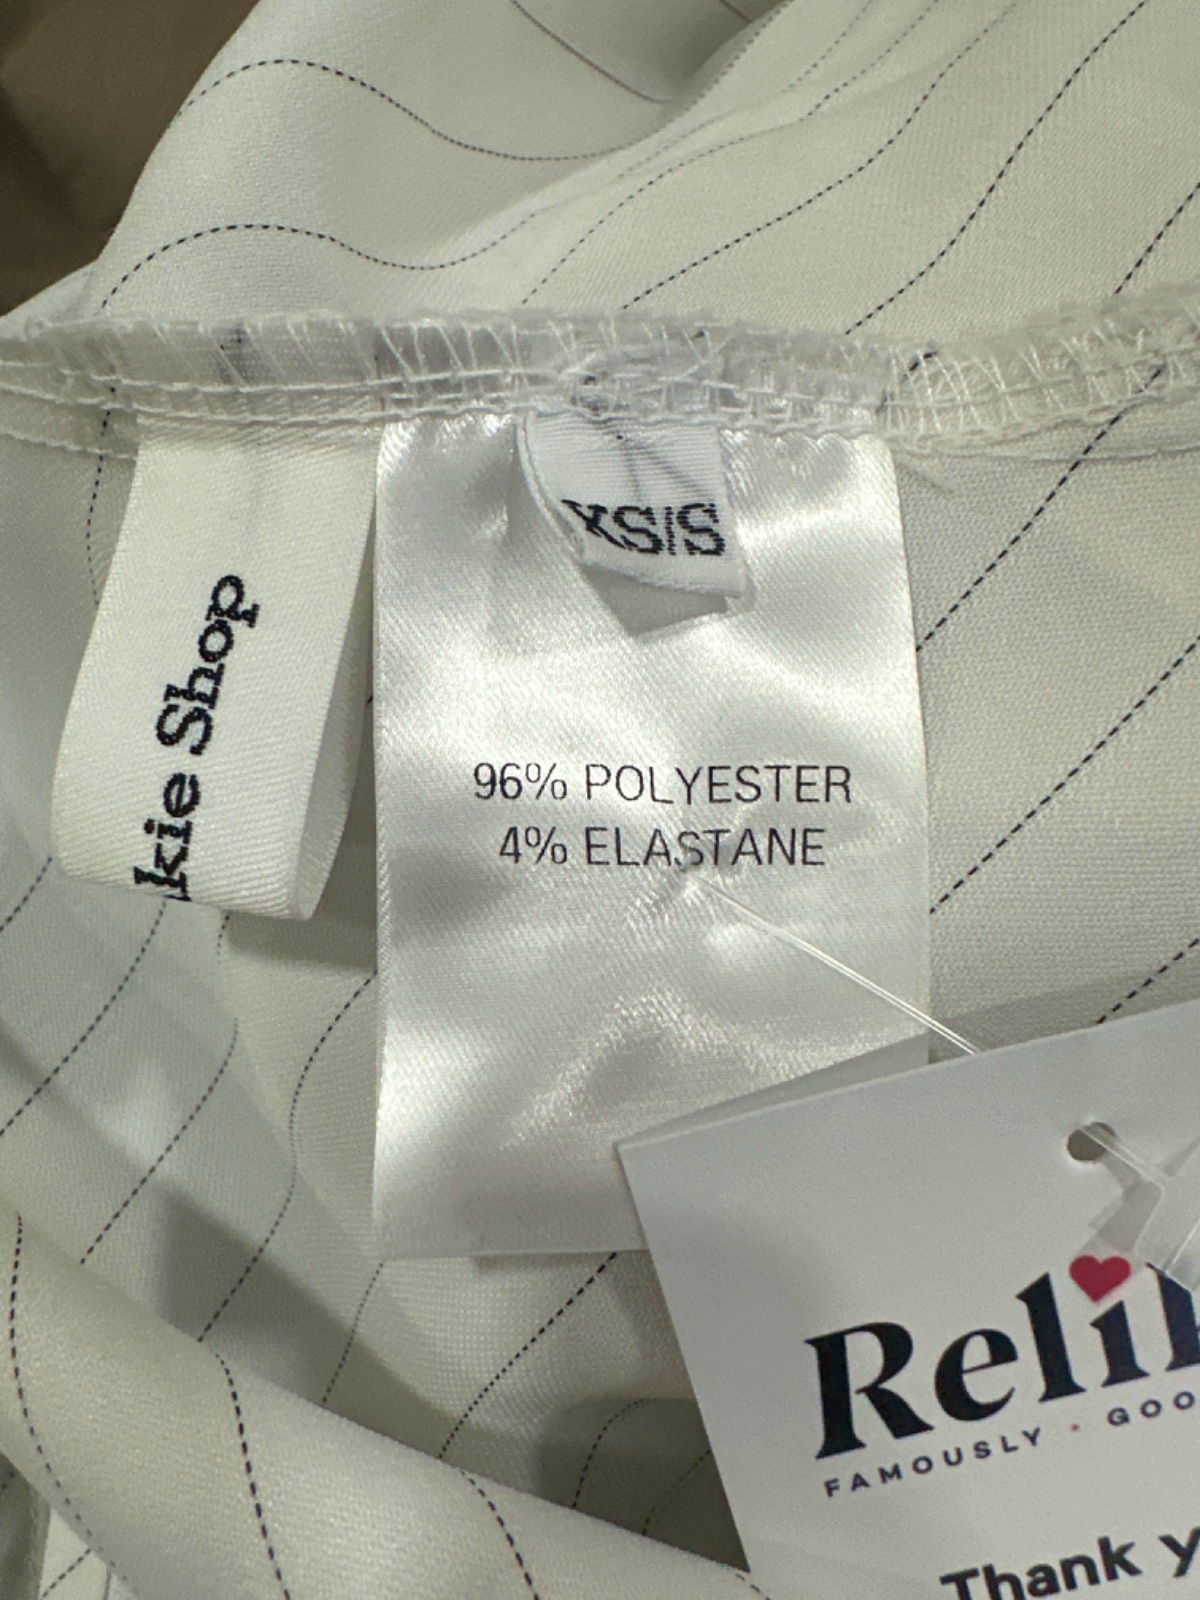 XS/S
kie Shop
96% POLYESTER
4% ELASTANE
Reli
FAMOUSLY · GOO
Thank y